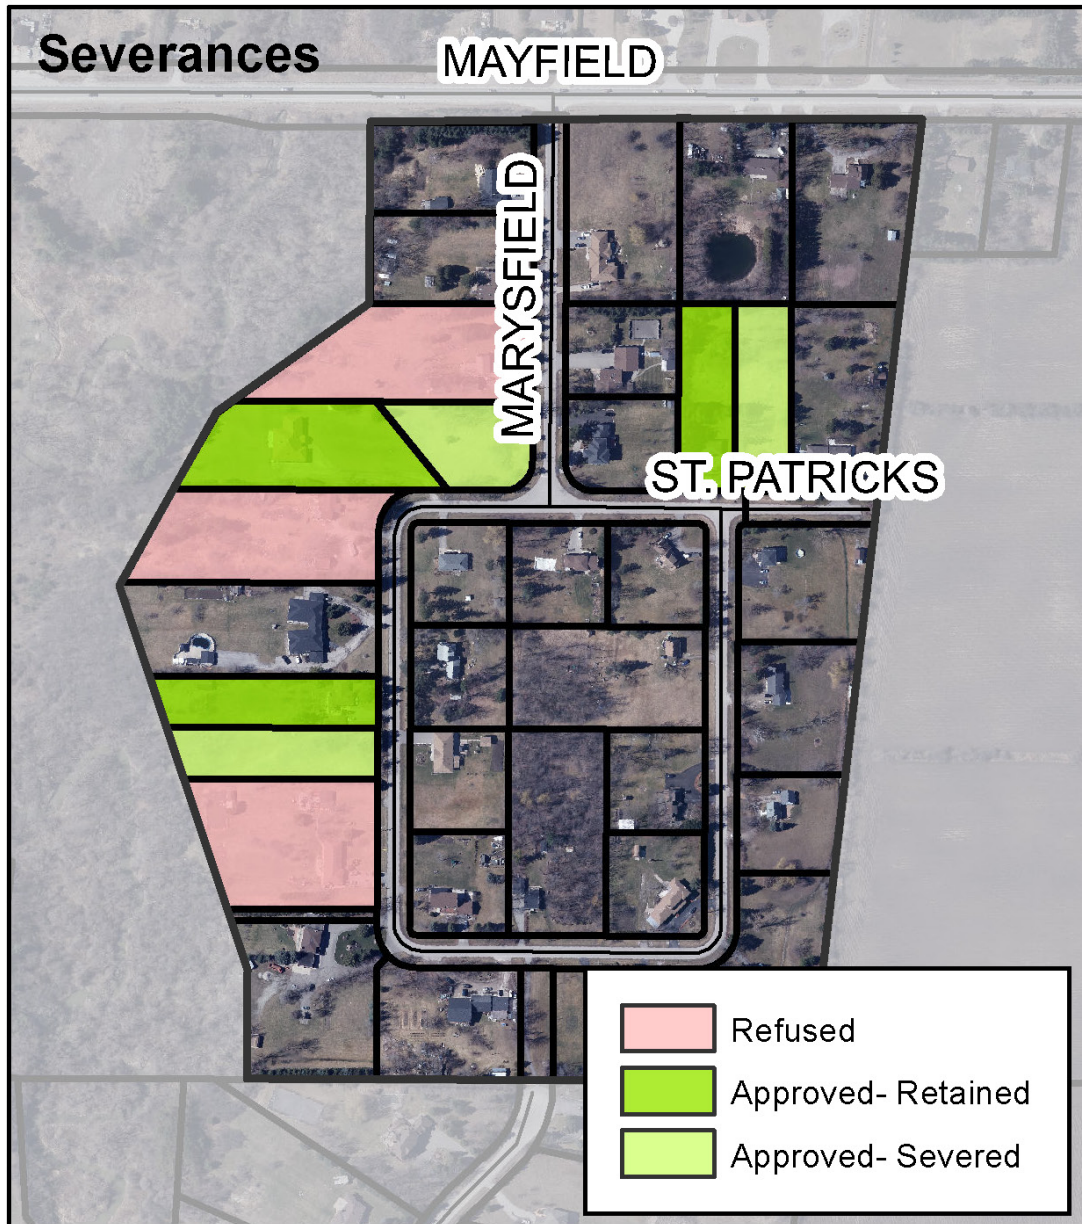 Severances
MAYFIELD
MARYSFIELD
ST. PATRICKS
Refused
Approved- Retained
Approved- Severed